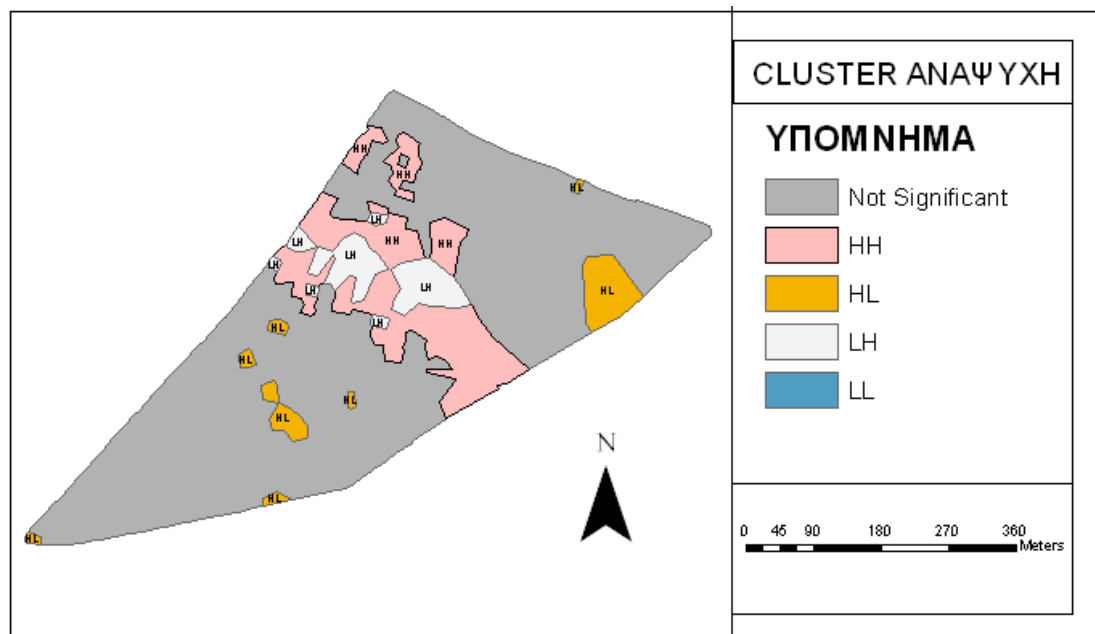 CLUSTER ΑΝΑΨΥΧΗ
ΥΠΟΜΝΗΜΑ
Not Significant
HH
HL
LH
LL
0 45 90 180 270 360
Meters
N
HH
HH
HL
LH
HH
HH
LH
LH
LH
LH
LH
HL
LH
HL
HL
HL
HL
HL
HL